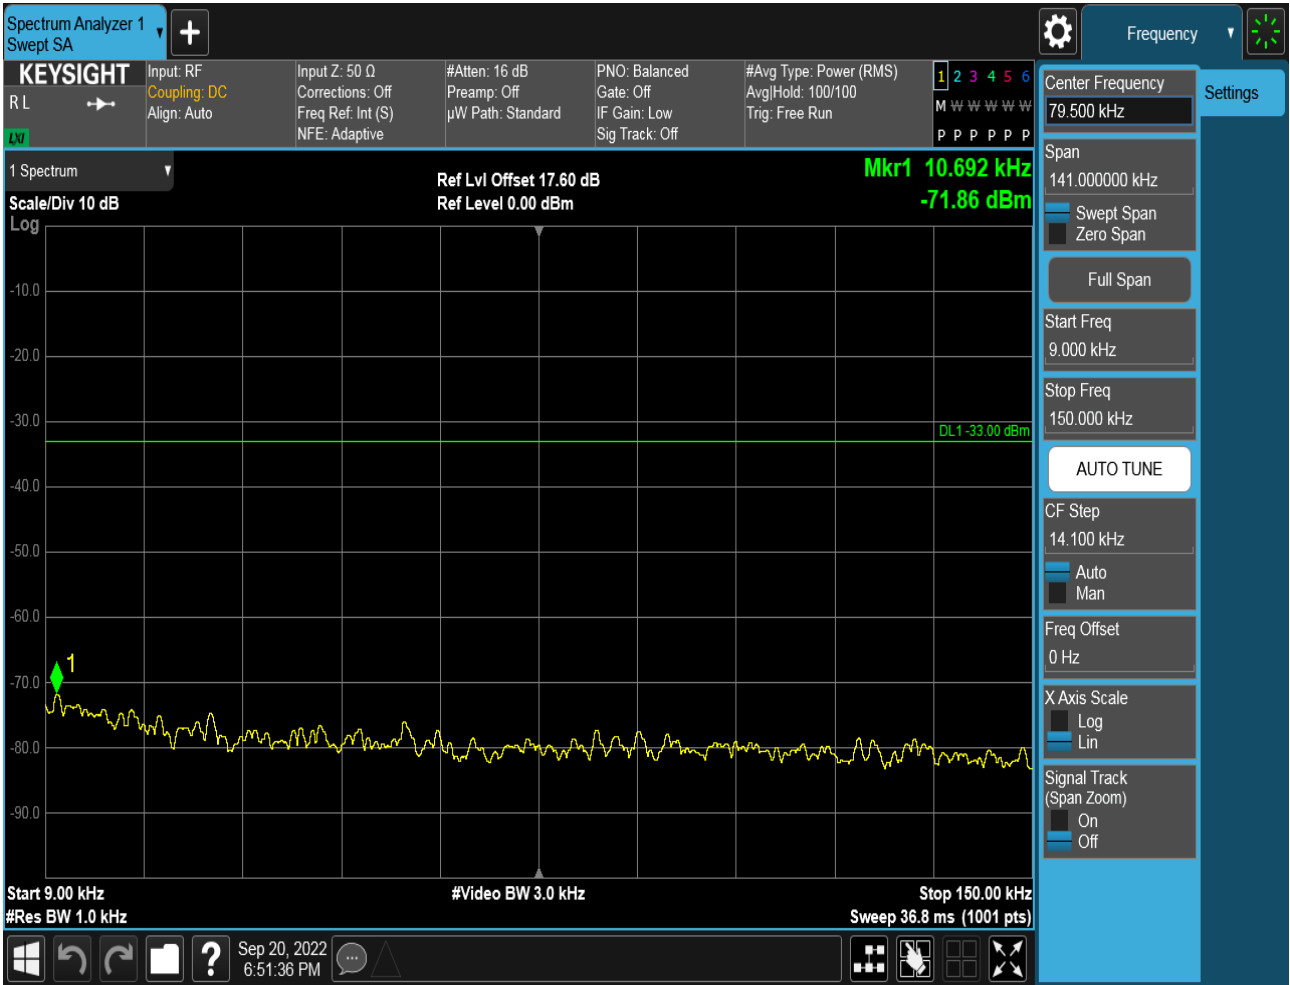 Spectrum Analyzer 1
Swept SA
Frequency
KEYSIGHT
R L
LXI
Input: RF
Coupling: DC
Align: Auto
Input Z: 50 Ω
Corrections: Off
Freq Ref: Int (S)
NFE: Adaptive
#Atten: 16 dB
Preamp: Off
µW Path: Standard
PNO: Balanced
Gate: Off
IF Gain: Low
Sig Track: Off
#Avg Type: Power (RMS)
Avg|Hold: 100/100
Trig: Free Run
1 2 3 4 5 6
M W W W W W
P P P P P P
1 Spectrum
Scale/Div 10 dB
Log
Ref Lvl Offset 17.60 dB
Ref Level 0.00 dBm
Mkr1 10.692 kHz
-71.86 dBm
-10.0
-20.0
-30.0
DL1 -33.00 dBm
-40.0
-50.0
-60.0
1
-70.0
-80.0
-90.0
Start 9.00 kHz
#Res BW 1.0 kHz
#Video BW 3.0 kHz
Stop 150.00 kHz
Sweep 36.8 ms (1001 pts)
Center Frequency
79.500 kHz
Settings
Span
141.000000 kHz
Swept Span
Zero Span
Full Span
Start Freq
9.000 kHz
Stop Freq
150.000 kHz
AUTO TUNE
CF Step
14.100 kHz
Auto
Man
Freq Offset
0 Hz
X Axis Scale
Log
Lin
Signal Track
(Span Zoom)
On
Off
?
Sep 20, 2022
6:51:36 PM